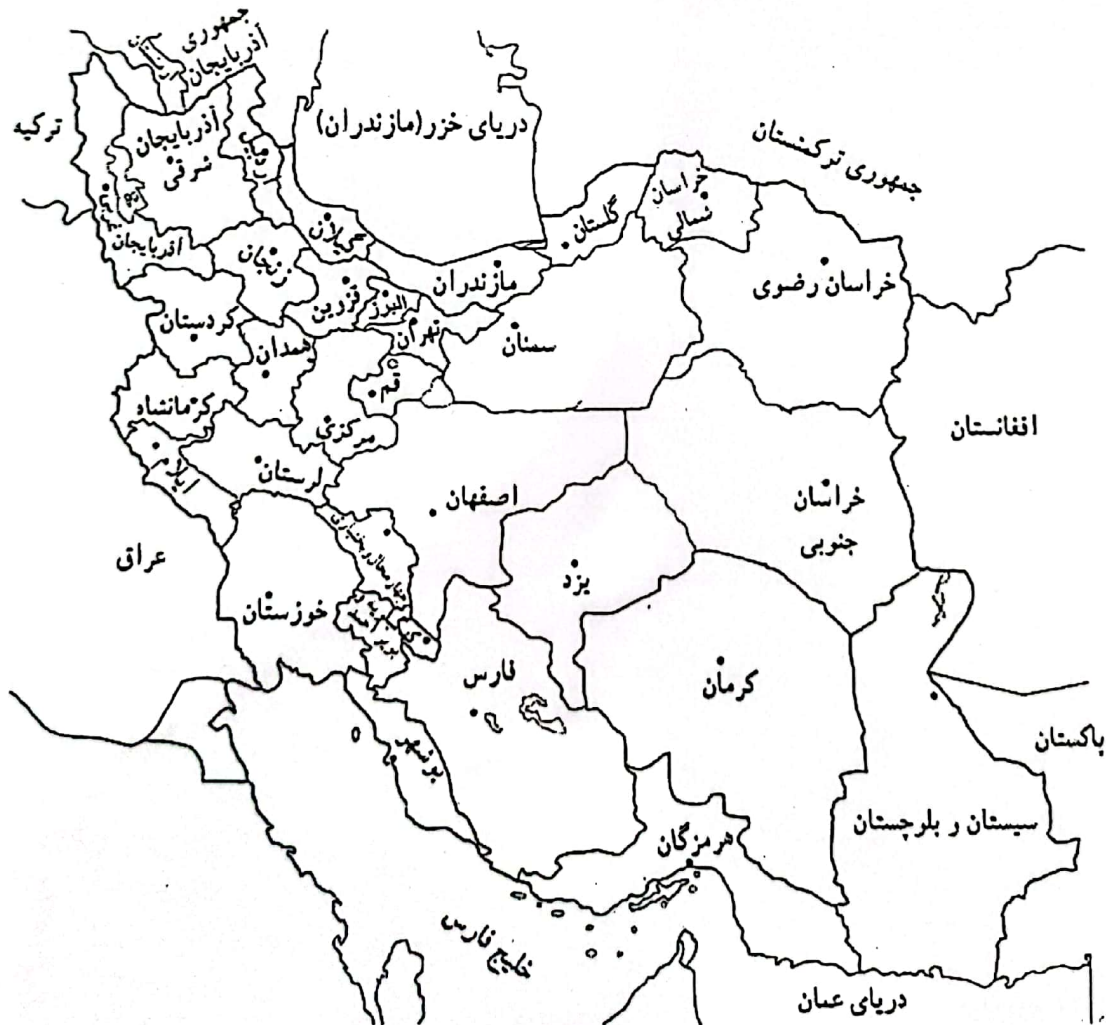 جمهوری
آذربایجان
ترکیه
دریای خزر(مازندران)
جمهوری ترکمنستان
آذربایجان
شرقی
آذربایجان
گیلان
گلستان
خراسان
شمالی
زنجان
مازندران
قزوین
البرز
تهران
خراسان رضوی
کردستان
همدان
سمنان
قم
کرمانشاه
مرکزی
افغانستان
ایلام
لرستان
اصفهان
خراسان
جنوبی
عراق
چهارمحال و بختیاری
یزد
خوزستان
فارس
کرمان
بوشهر
پاکستان
سیستان و بلوچستان
هرمزگان
خلیج فارس
دریای عمان